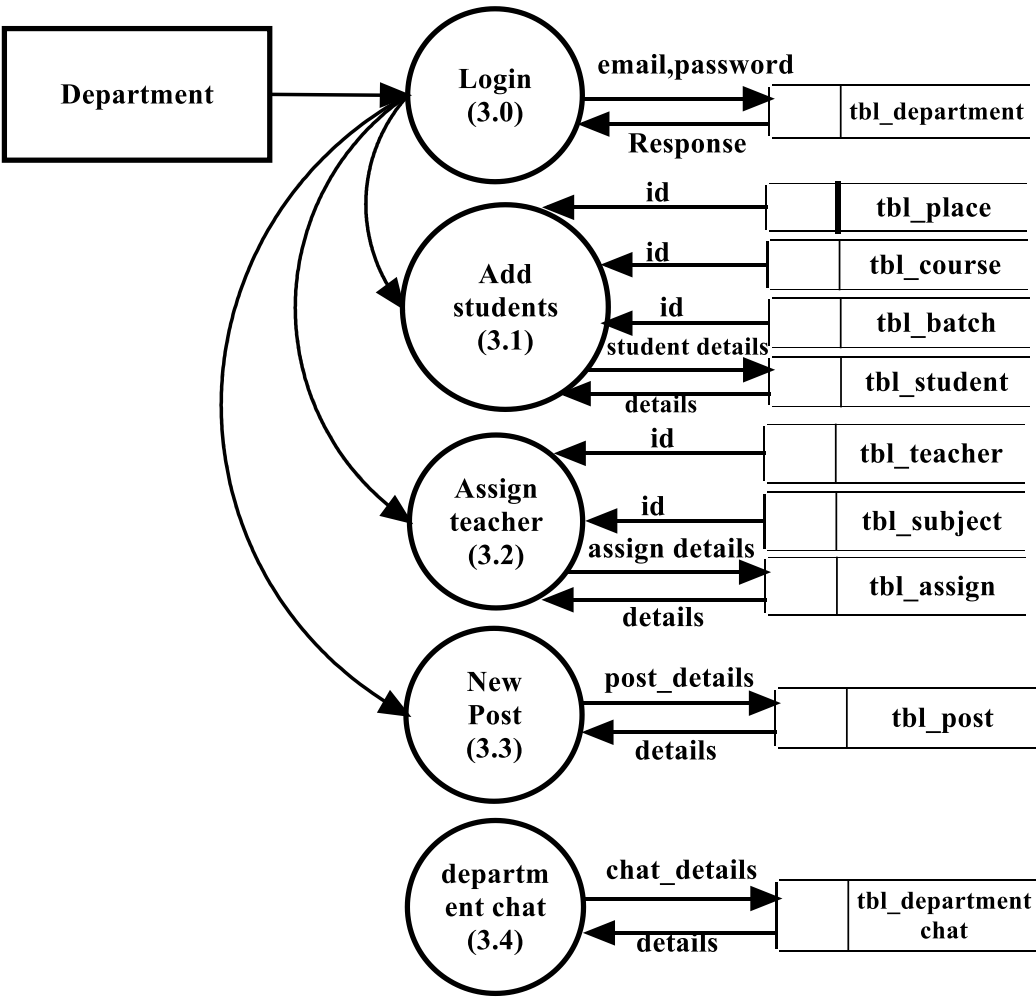 Department
Login
(3.0)
email,password
Response
tbl_department
Add
students
(3.1)
id
tbl_place
id
tbl_course
id
tbl_batch
student details
details
tbl_student
Assign
teacher
(3.2)
id
tbl_teacher
id
tbl_subject
assign details
details
tbl_assign
New
Post
(3.3)
post_details
details
tbl_post
departm
ent chat
(3.4)
chat_details
details
tbl_department
chat